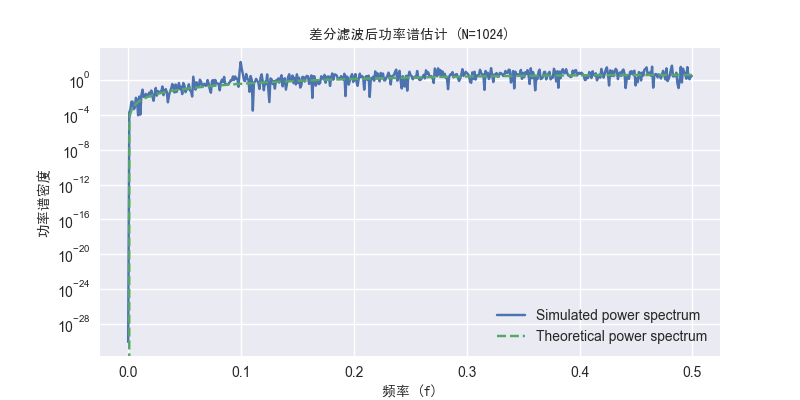 差分滤波后功率谱估计 (N=1024)
功率谱密度
10^0
10^−4
10^−8
10^−12
10^−16
10^−20
10^−24
10^−28
Simulated power spectrum
Theoretical power spectrum
0.0 0.1 0.2 0.3 0.4 0.5
频率 (f)